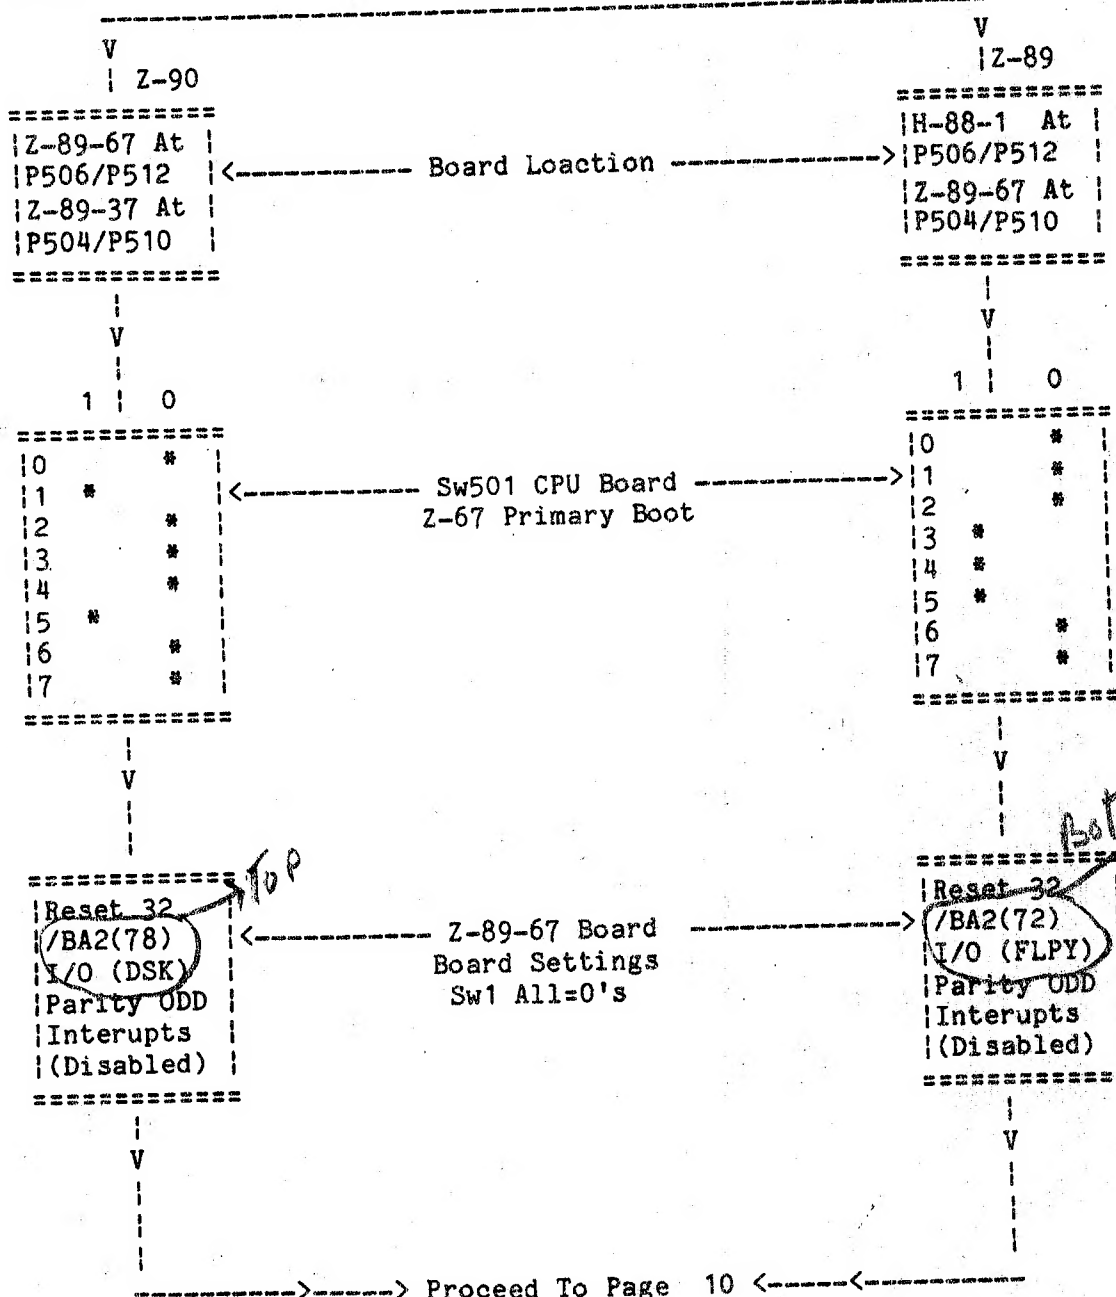 V V
| Z-90 |Z-89
============= =============
|Z-89-67 At | |H-88-1 At |
|P506/P512 |<---------- Board Loaction ------------>|P506/P512 |
|Z-89-37 At | |Z-89-67 At |
|P504/P510 | |P504/P510 |
============= =============
V V
1 | 0 1 | 0
============= =============
|0 * | |0 * |
|1 * |<---------- Sw501 CPU Board ------------>|1 * |
|2 * | Z-67 Primary Boot |2 * |
|3 * | |3 * |
|4 * | |4 * |
|5 * | |5 * |
|6 * | |6 * |
|7 * | |7 * |
============= =============
V V
Top
============= =============
|Reset 32 | |Reset 32
|/BA2(78) |<---------- Z-89-67 Board ------------>|/BA2(72)
|I/O (DSK) | Board Settings |I/O (FLPY)
|Parity ODD | Sw1 All=0's |Parity ODD
|Interupts | |Interupts
|(Disabled) | |(Disabled)
============= =============
V V
------------>-----> Proceed To Page 10 <-----<------------